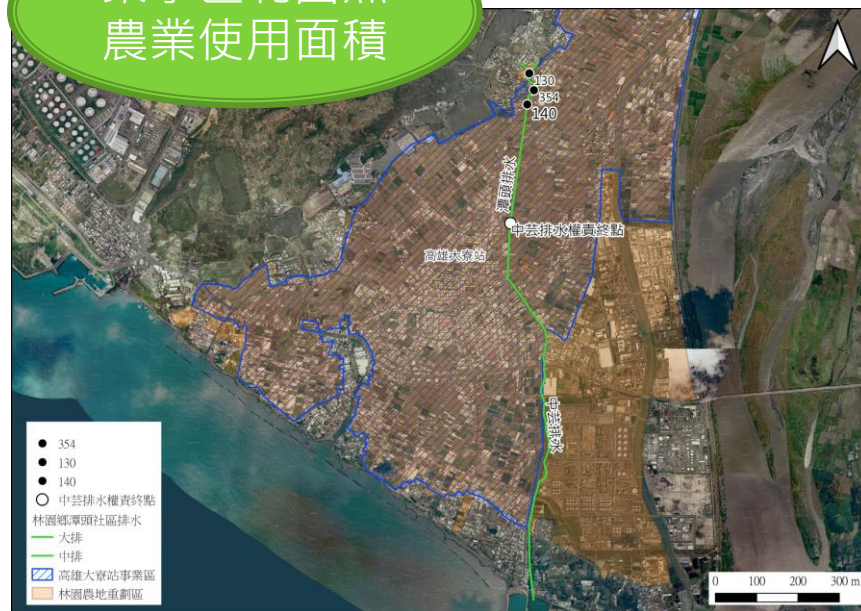 農業使用面積
130
354
140
潭頭排水
中芸排水權責終點
高雄大寮站
中芸排水
354
130
140
中芸排水權責終點
林園鄉潭頭社區排水
大排
中排
高雄大寮站事業區
林園農地重劃區
0 100 200 300 m